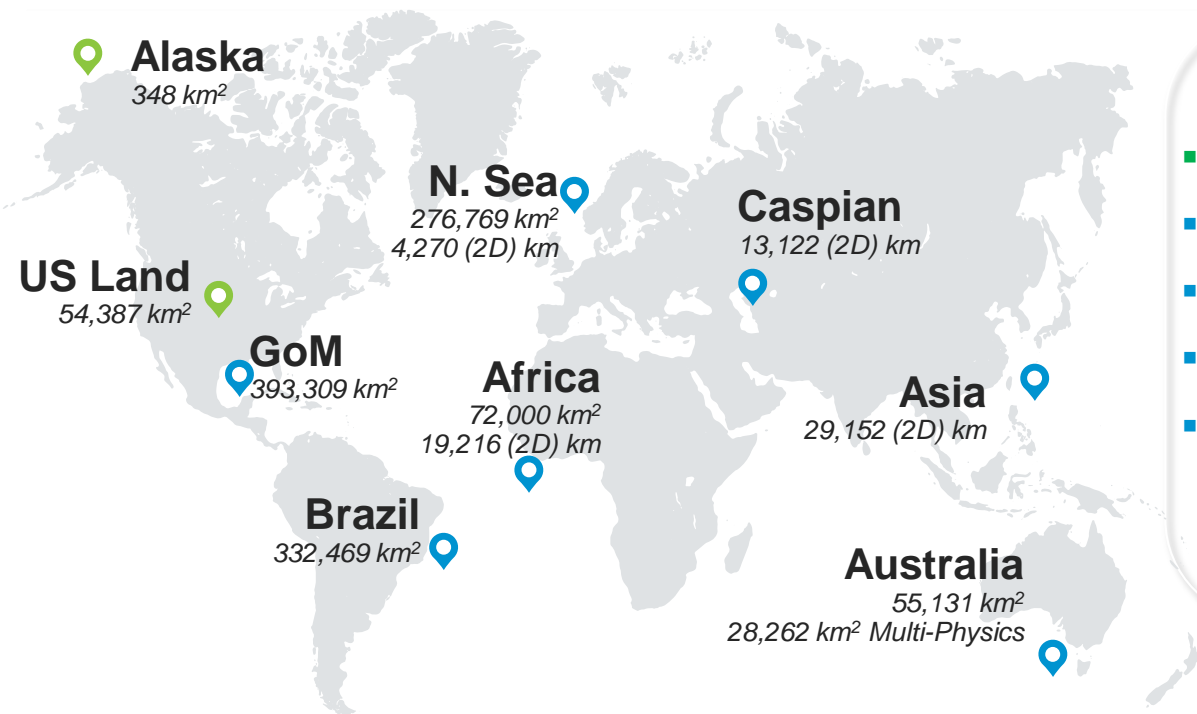 Alaska
348 km²
N. Sea
276,769 km²
4,270 (2D) km
Caspian
13,122 (2D) km
US Land
54,387 km²
GoM
393,309 km²
Africa
72,000 km²
19,216 (2D) km
Asia
29,152 (2D) km
Brazil
332,469 km²
Australia
55,131 km²
28,262 km² Multi-Physics